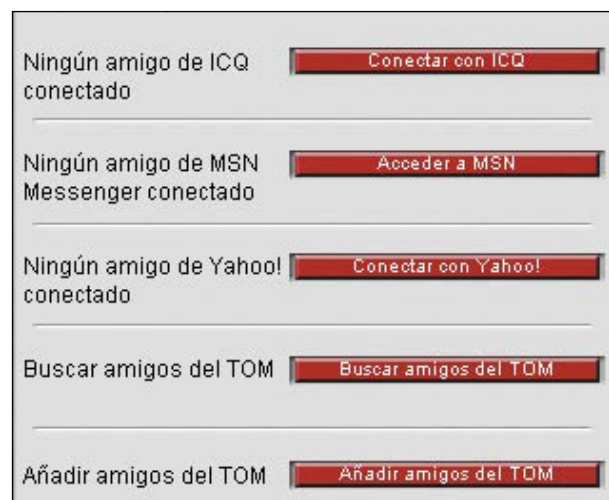 Ningún amigo de ICQ
conectado
Conectar con ICQ
Ningún amigo de MSN
Messenger conectado
Acceder a MSN
Ningún amigo de Yahoo!
conectado
Conectar con Yahoo!
Buscar amigos del TOM
Buscar amigos del TOM
Añadir amigos del TOM
Añadir amigos del TOM